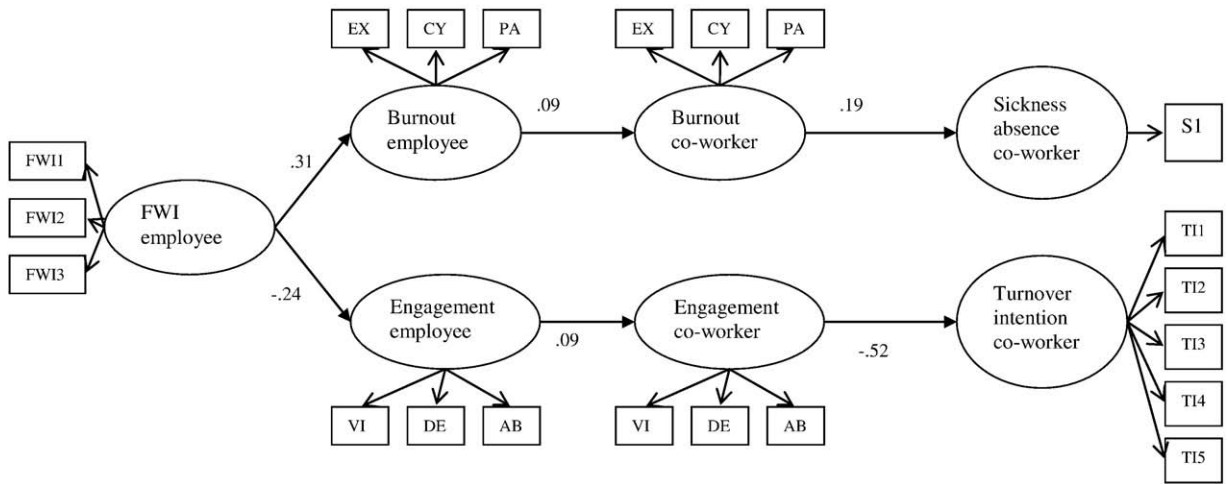 EX
CY
PA
EX
CY
PA
Burnout
employee
.09
Burnout
co-worker
.19
Sickness
absence
co-worker
S1
.31
FWI1
FWI2
FWI3
FWI
employee
-.24
Engagement
employee
.09
Engagement
co-worker
-.52
Turnover
intention
co-worker
TI1
TI2
TI3
TI4
TI5
VI
DE
AB
VI
DE
AB